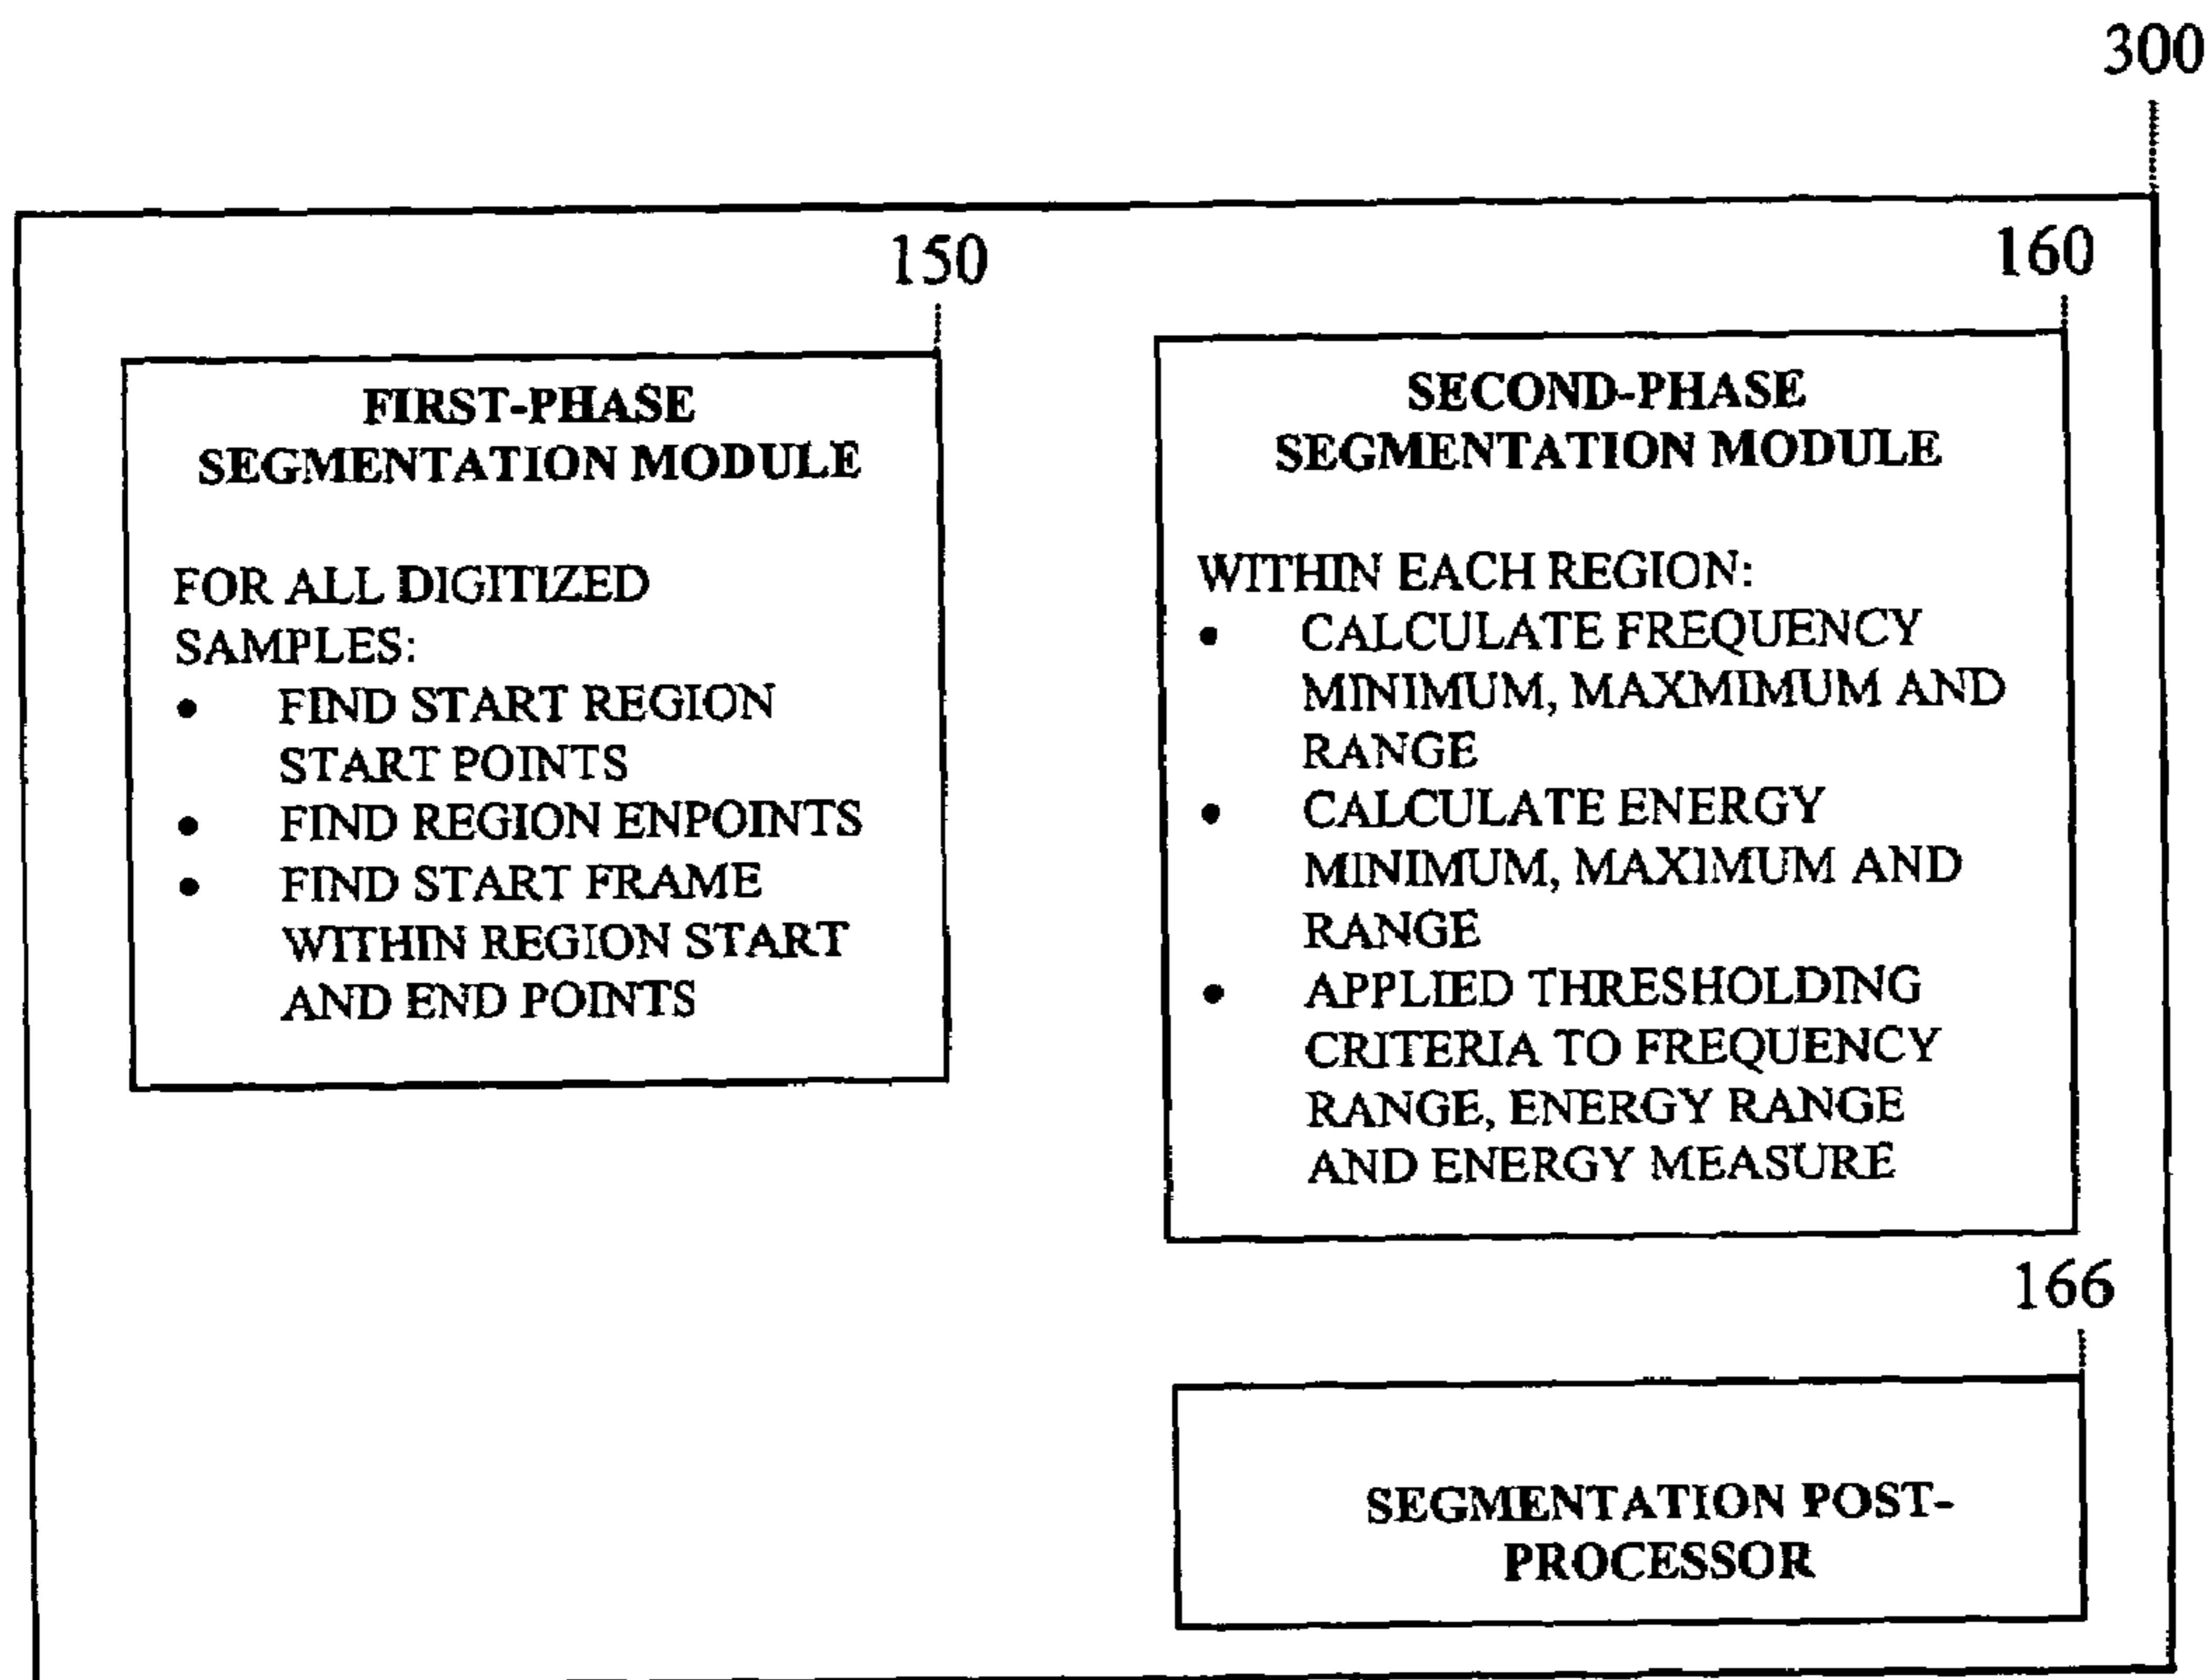 300
150
FIRST-PHASE
SEGMENTATION MODULE
FOR ALL DIGITIZED
SAMPLES:
• FIND START REGION
START POINTS
• FIND REGION ENPOINTS
• FIND START FRAME
WITHIN REGION START
AND END POINTS
160
SECOND-PHASE
SEGMENTATION MODULE
WITHIN EACH REGION:
• CALCULATE FREQUENCY
MINIMUM, MAXMIMUM AND
RANGE
• CALCULATE ENERGY
MINIMUM, MAXIMUM AND
RANGE
• APPLIED THRESHOLDING
CRITERIA TO FREQUENCY
RANGE, ENERGY RANGE
AND ENERGY MEASURE
166
SEGMENTATION POST-
PROCESSOR